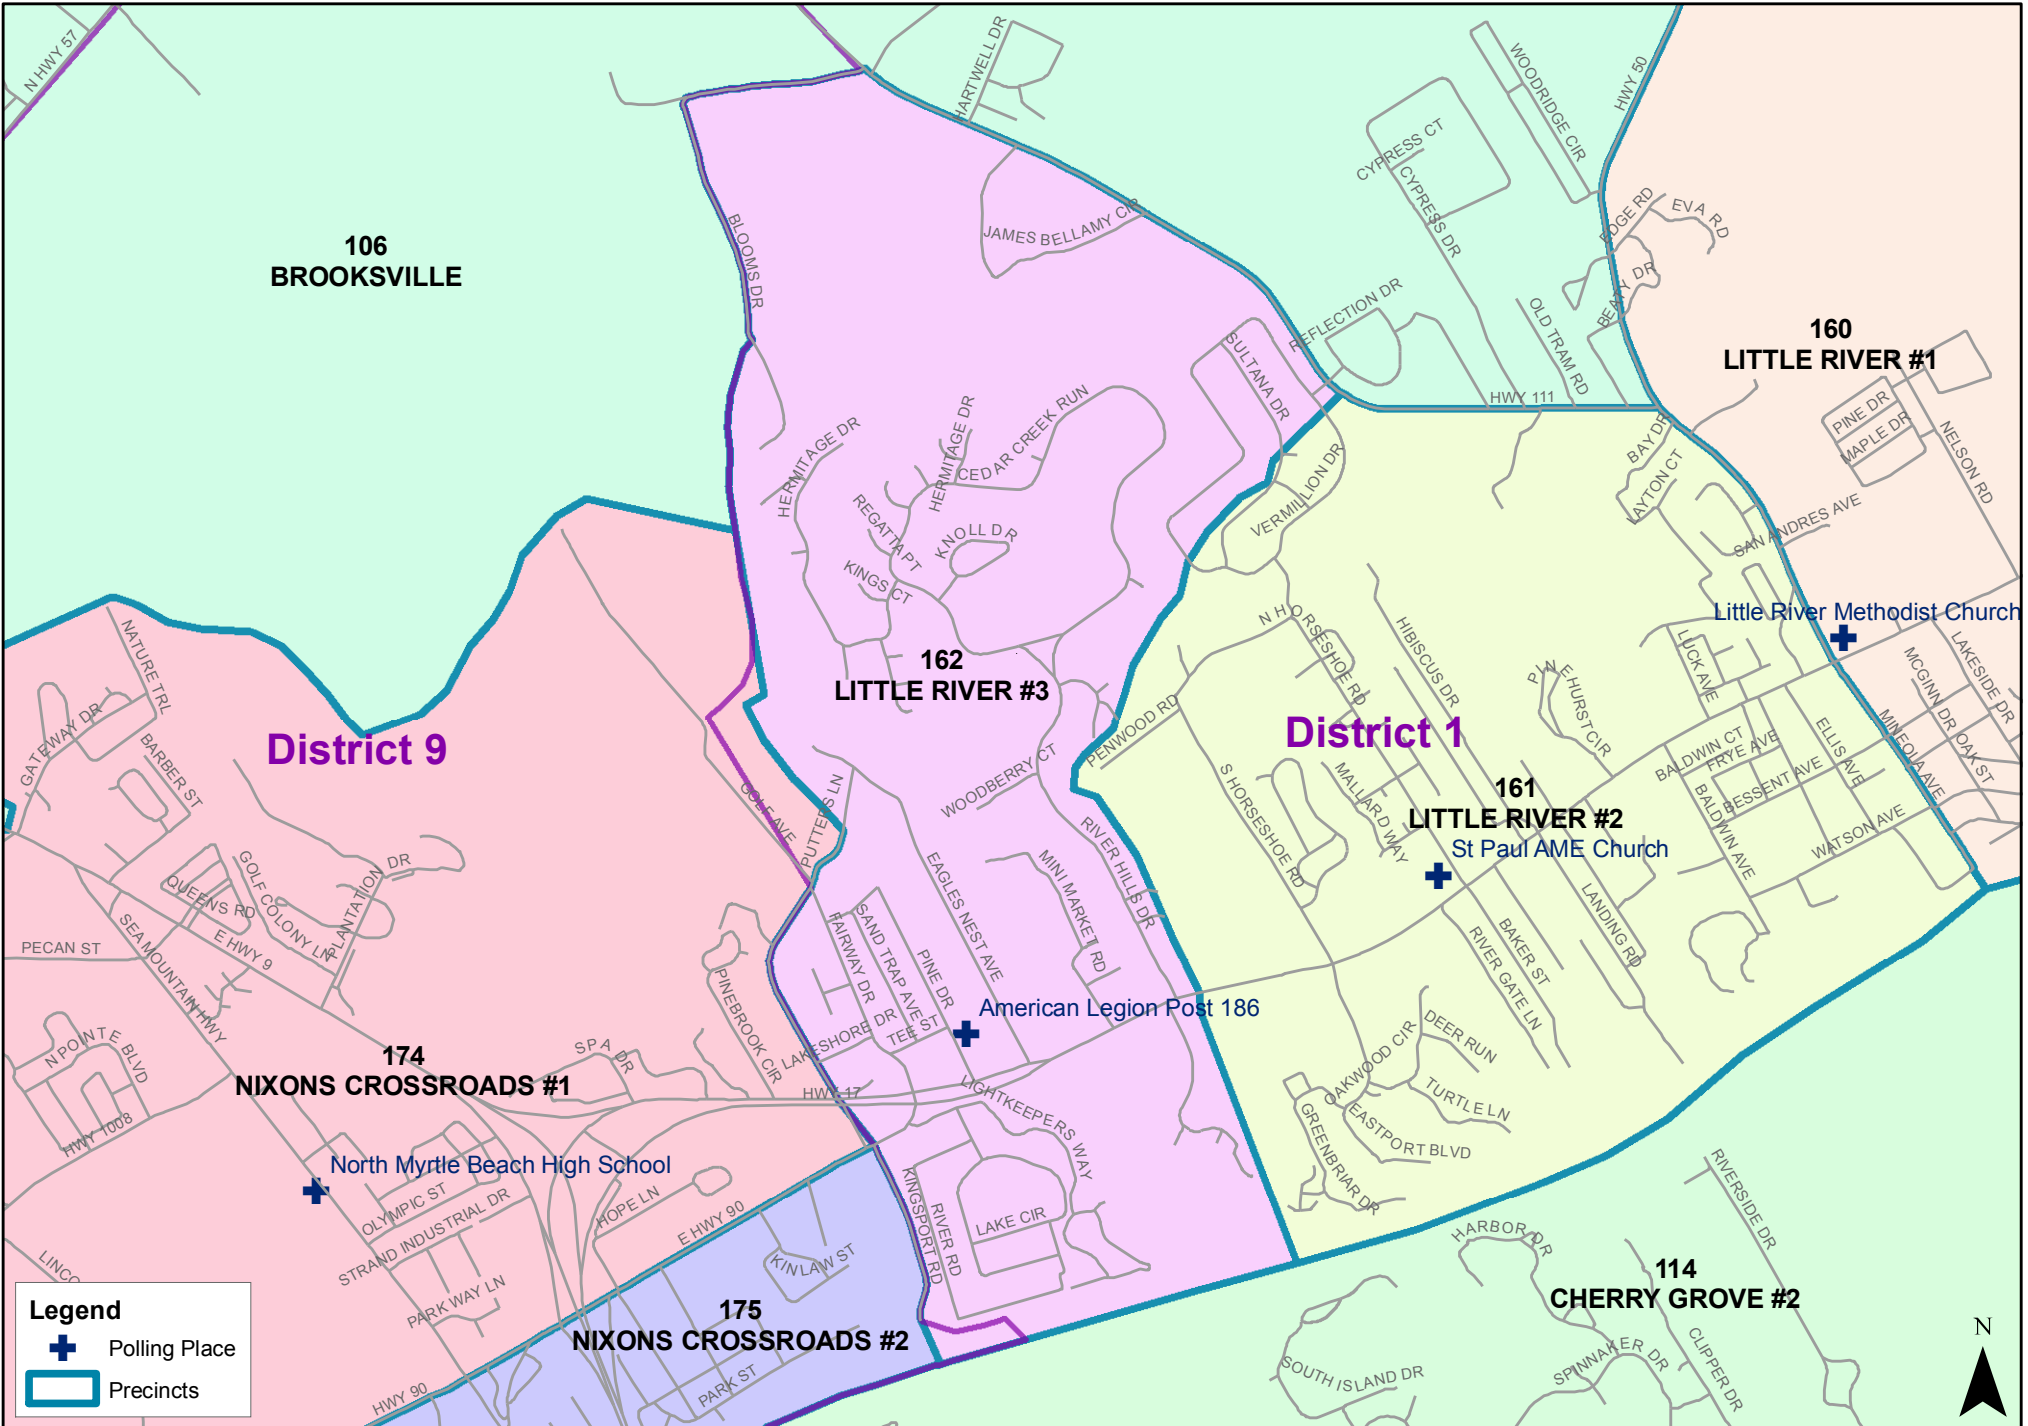 N HWY 57
HARTWELL DR
WOODRIDGE CIR
HWY 50
CYPRESS CT
CYPRESS DR
EDGE RD
EVA RD
BEATY DR
JAMES BELLAMY CIR
BLOOMS DR
106
BROOKSVILLE
REFLECTION DR
OLD TRAM RD
SULTANA DR
160
LITTLE RIVER #1
HWY 111
PINE DR
MAPLE DR
NELSON RD
BAY DR
LAYTON CT
SAN ANDRES AVE
HERMITAGE DR
HERMITAGE DR
CEDAR CREEK RUN
REGATTA PT
KNOLL DR
KINGS CT
VERMILLION DR
N HORSESHOE RD
HIBISCUS DR
Little River Methodist Church
LUCK AVE
LAKESIDE DR
MCGINN DR
OAK ST
MINEOLA AVE
NATURE TRL
GATEWAY DR
BARBER ST
District 9
162
LITTLE RIVER #3
PENWOOD RD
District 1
PINEHURST CIR
BALDWIN CT
FRYE AVE
ELLIS AVE
BESSENT AVE
BALDWIN AVE
WATSON AVE
161
LITTLE RIVER #2
St Paul AME Church
MALLARD WAY
S HORSESHOE RD
WOODBERRY CT
GOLF AVE
PUTTERS LN
RIVER HILLS DR
EAGLES NEST AVE
MINI MARKET RD
QUEENS RD
GOLF COLONY LN
PLANTATION DR
PECAN ST
SEA MOUNTAIN HWY
E HWY 9
FAIRWAY DR
SAND TRAP AVE
PINE DR
TEE ST
LAKESHORE DR
PINEBROOK CIR
LANDING RD
BAKER ST
RIVER GATE LN
American Legion Post 186
N POINTE BLVD
HWY 1008
174
NIXONS CROSSROADS #1
SPA DR
HWY 17
LIGHTKEEPERS WAY
OAKWOOD CIR
DEER RUN
TURTLE LN
EASTPORT BLVD
GREENBRIAR DR
North Myrtle Beach High School
OLYMPIC ST
STRAND INDUSTRIAL DR
HOPE LN
E HWY 90
KINLAW ST
KINGSPORT RD
RIVER RD
LAKE CIR
PARK WAY LN
LINCO
RIVERSIDE DR
HARBOR DR
114
CHERRY GROVE #2
175
NIXONS CROSSROADS #2
HWY 90
PARK ST
SOUTH ISLAND DR
SPINNAKER DR
CLIPPER DR
Legend
Polling Place
Precincts
N